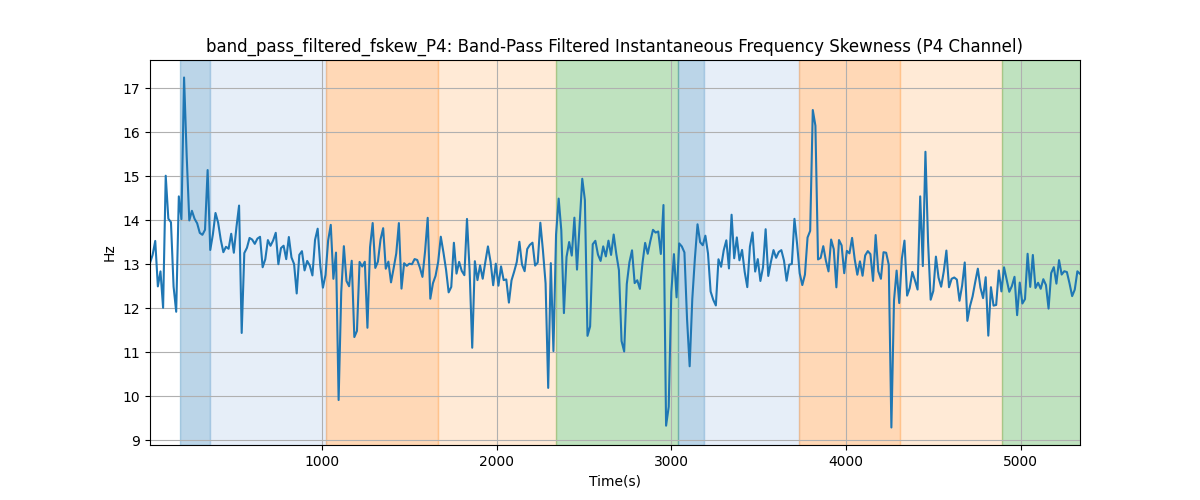 band_pass_filtered_fskew_P4: Band-Pass Filtered Instantaneous Frequency Skewness (P4 Channel)
17
16
15
14
13
12
11
10
9
Hz
1000 2000 3000 4000 5000
Time(s)